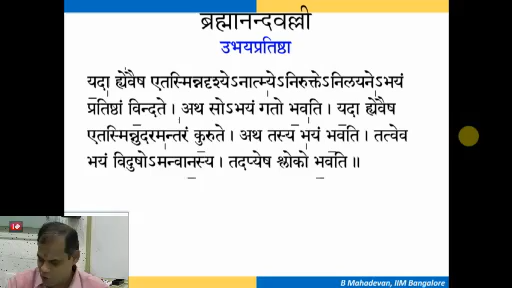 ब्रह्मानन्दवल्ली
उभयप्रतिष्ठा
यदा॒ ह्ये॑वैष॒ एतस्मिन्नदृश्येऽनात्म्येऽनिरुक्तेऽनिलयनेऽभयं
प्रतिष्ठां विन्दते । अथ सोऽभयं गतो भवति । यदा ह्येवैष
एतस्मिन्नुदरमन्तरं कुरुते । अथ तस्य भयं भवति । तत्वेव
भयं विदुषोऽमन्वानस्य । तदप्येष श्लोको भवति ॥
B Mahadevan, IIM Bangalore